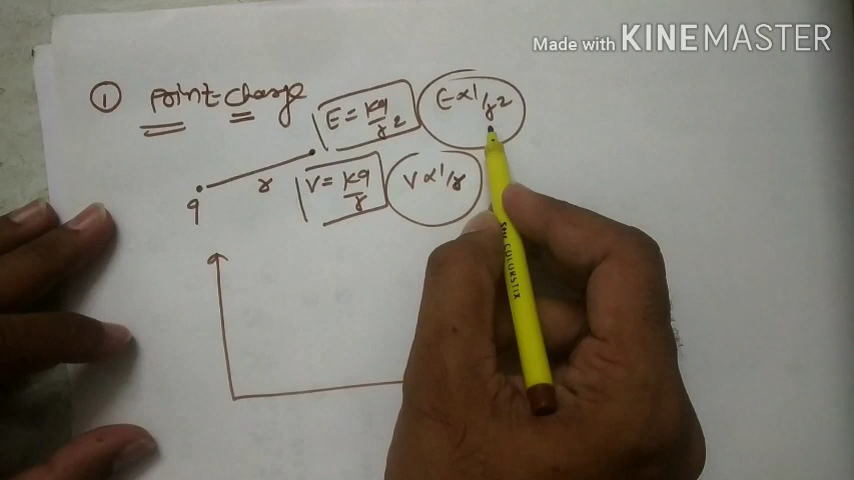 Made with KINEMASTER
① point charge
E = kq/r2 E ∝ 1/r2
q r V = kq/r V ∝ 1/r